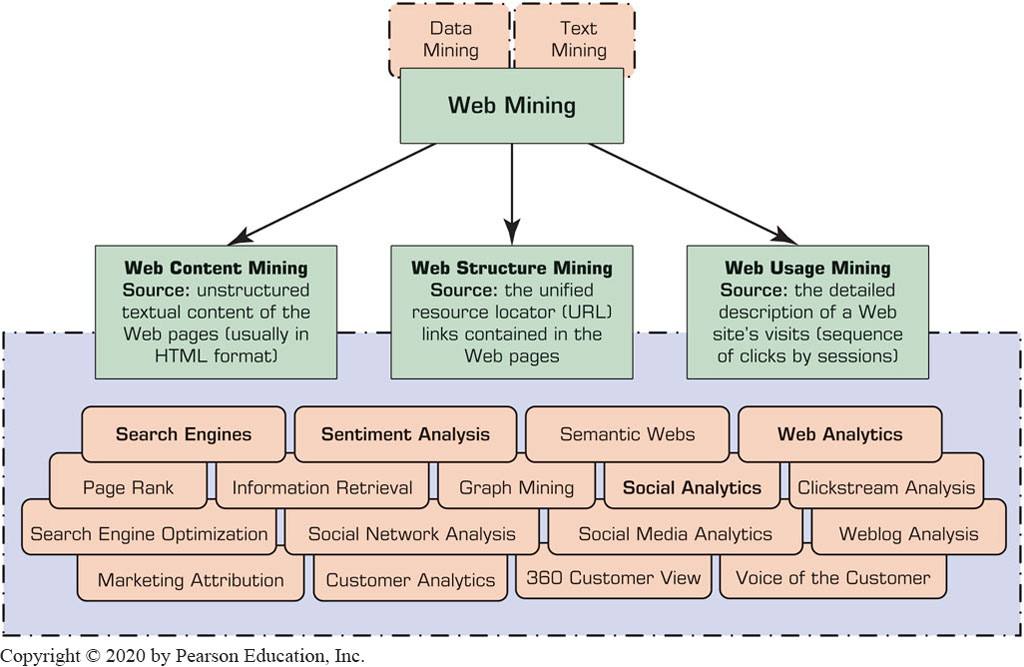 Data
Mining
Text
Mining
Web Mining
Web Content Mining
Source: unstructured
textual content of the
Web pages (usually in
HTML format)
Web Structure Mining
Source: the unified
resource locator (URL)
links contained in the
Web pages
Web Usage Mining
Source: the detailed
description of a Web
site's visits (sequence
of clicks by sessions)
Search Engines
Sentiment Analysis
Semantic Webs
Web Analytics
Page Rank
Information Retrieval
Graph Mining
Social Analytics
Clickstream Analysis
Search Engine Optimization
Social Network Analysis
Social Media Analytics
Weblog Analysis
Marketing Attribution
Customer Analytics
360 Customer View
Voice of the Customer
Copyright © 2020 by Pearson Education, Inc.